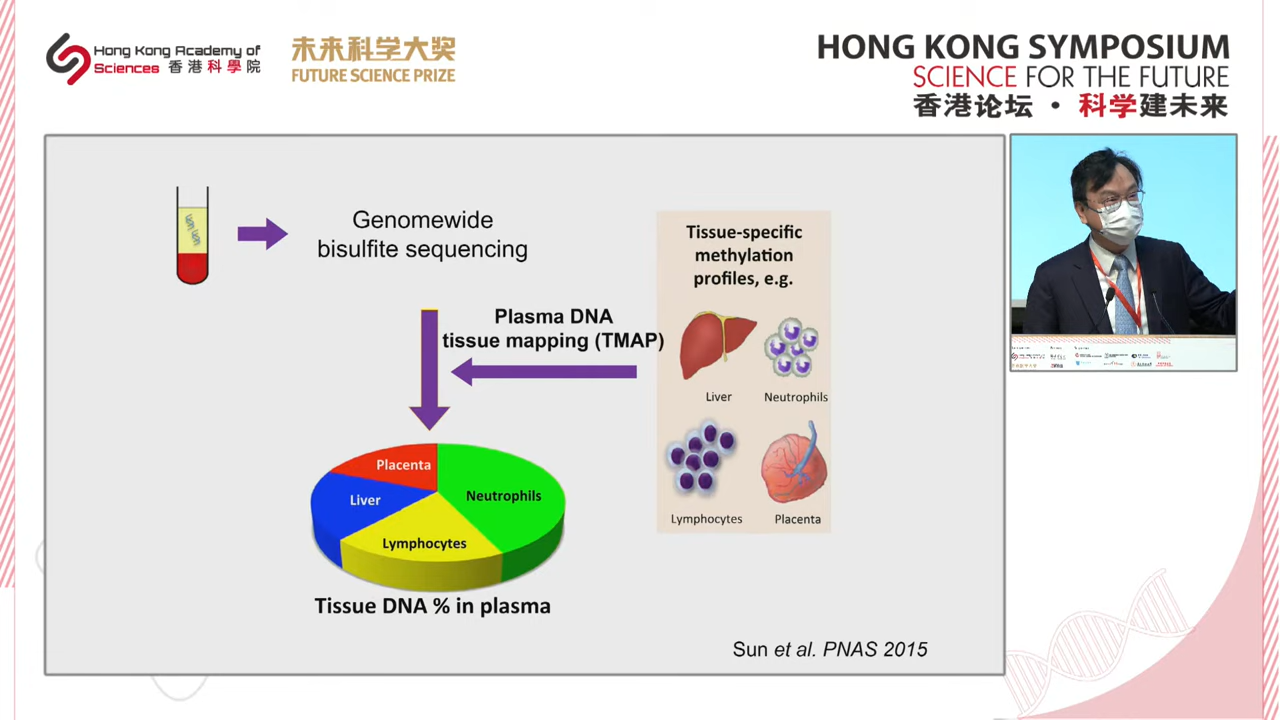 Hong Kong Academy of
Sciences 香港科學院
未来科学大奖
FUTURE SCIENCE PRIZE
HONG KONG SYMPOSIUM
SCIENCE FOR THE FUTURE
香港论坛 · 科学建未来
Genomewide
bisulfite sequencing
Tissue-specific
methylation
profiles, e.g.
Plasma DNA
tissue mapping (TMAP)
Liver
Neutrophils
Lymphocytes
Placenta
Placenta
Liver
Neutrophils
Lymphocytes
Tissue DNA % in plasma
Sun et al. PNAS 2015